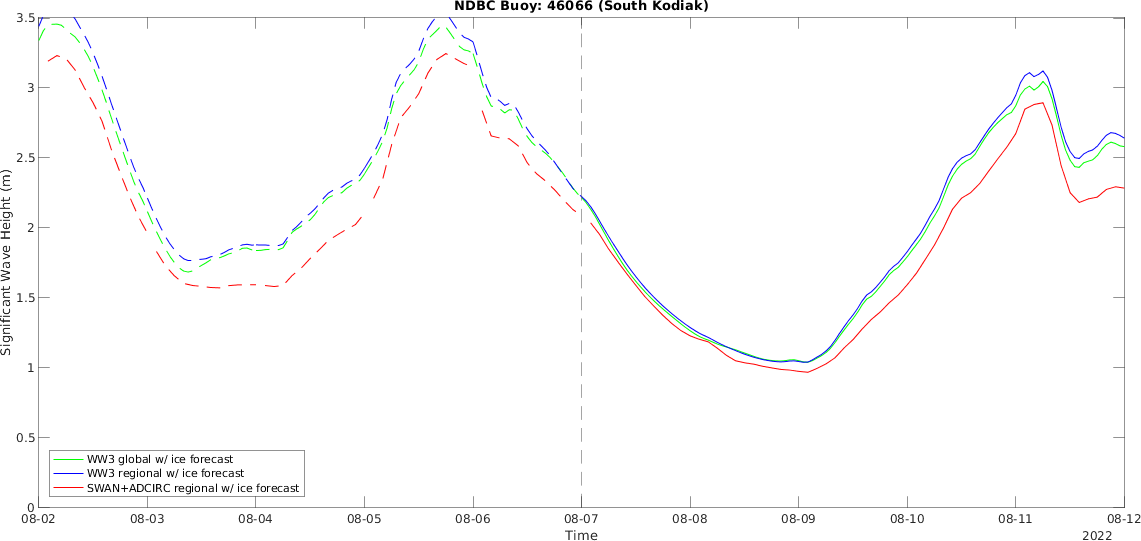 NDBC Buoy: 46066 (South Kodiak)
3.5
3
2.5
2
1.5
1
0.5
0
Significant Wave Height (m)
WW3 global w/ ice forecast
WW3 regional w/ ice forecast
SWAN+ADCIRC regional w/ ice forecast
08-02 08-03 08-04 08-05 08-06 08-07 08-08 08-09 08-10 08-11 08-12
Time
2022